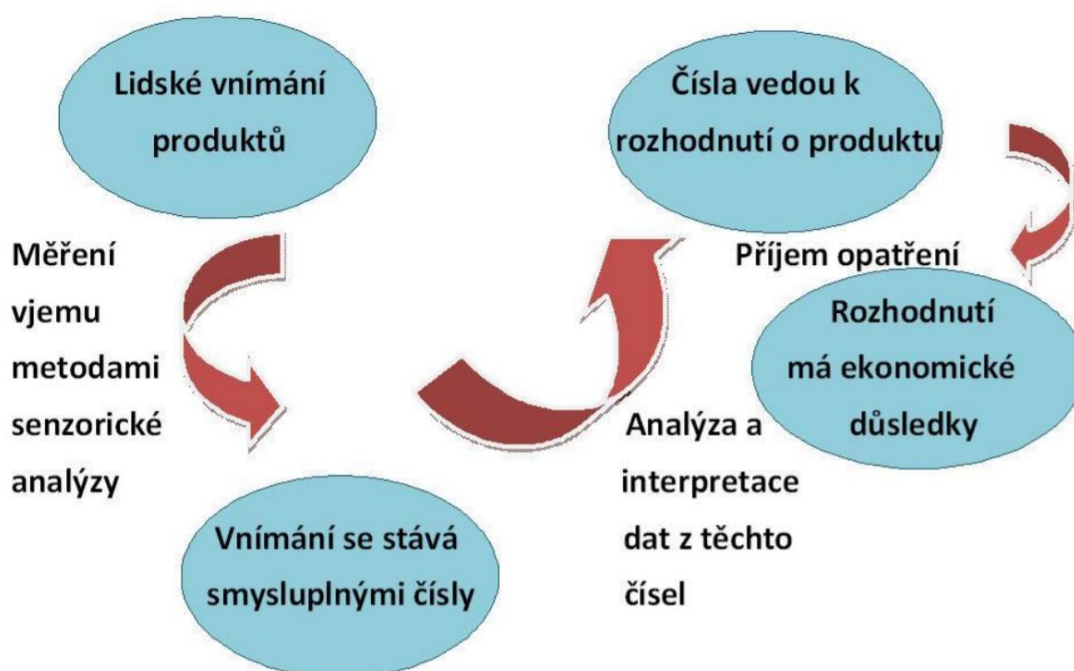 Lidské vnímání
produktů
Měření
vjemu
metodami
senzorické
analýzy
Vnímání se stává
smysluplnými čísly
Analýza a
interpretace
dat z těchto
čísel
Čísla vedou k
rozhodnutí o produktu
Příjem opatření
Rozhodnutí
má ekonomické
důsledky